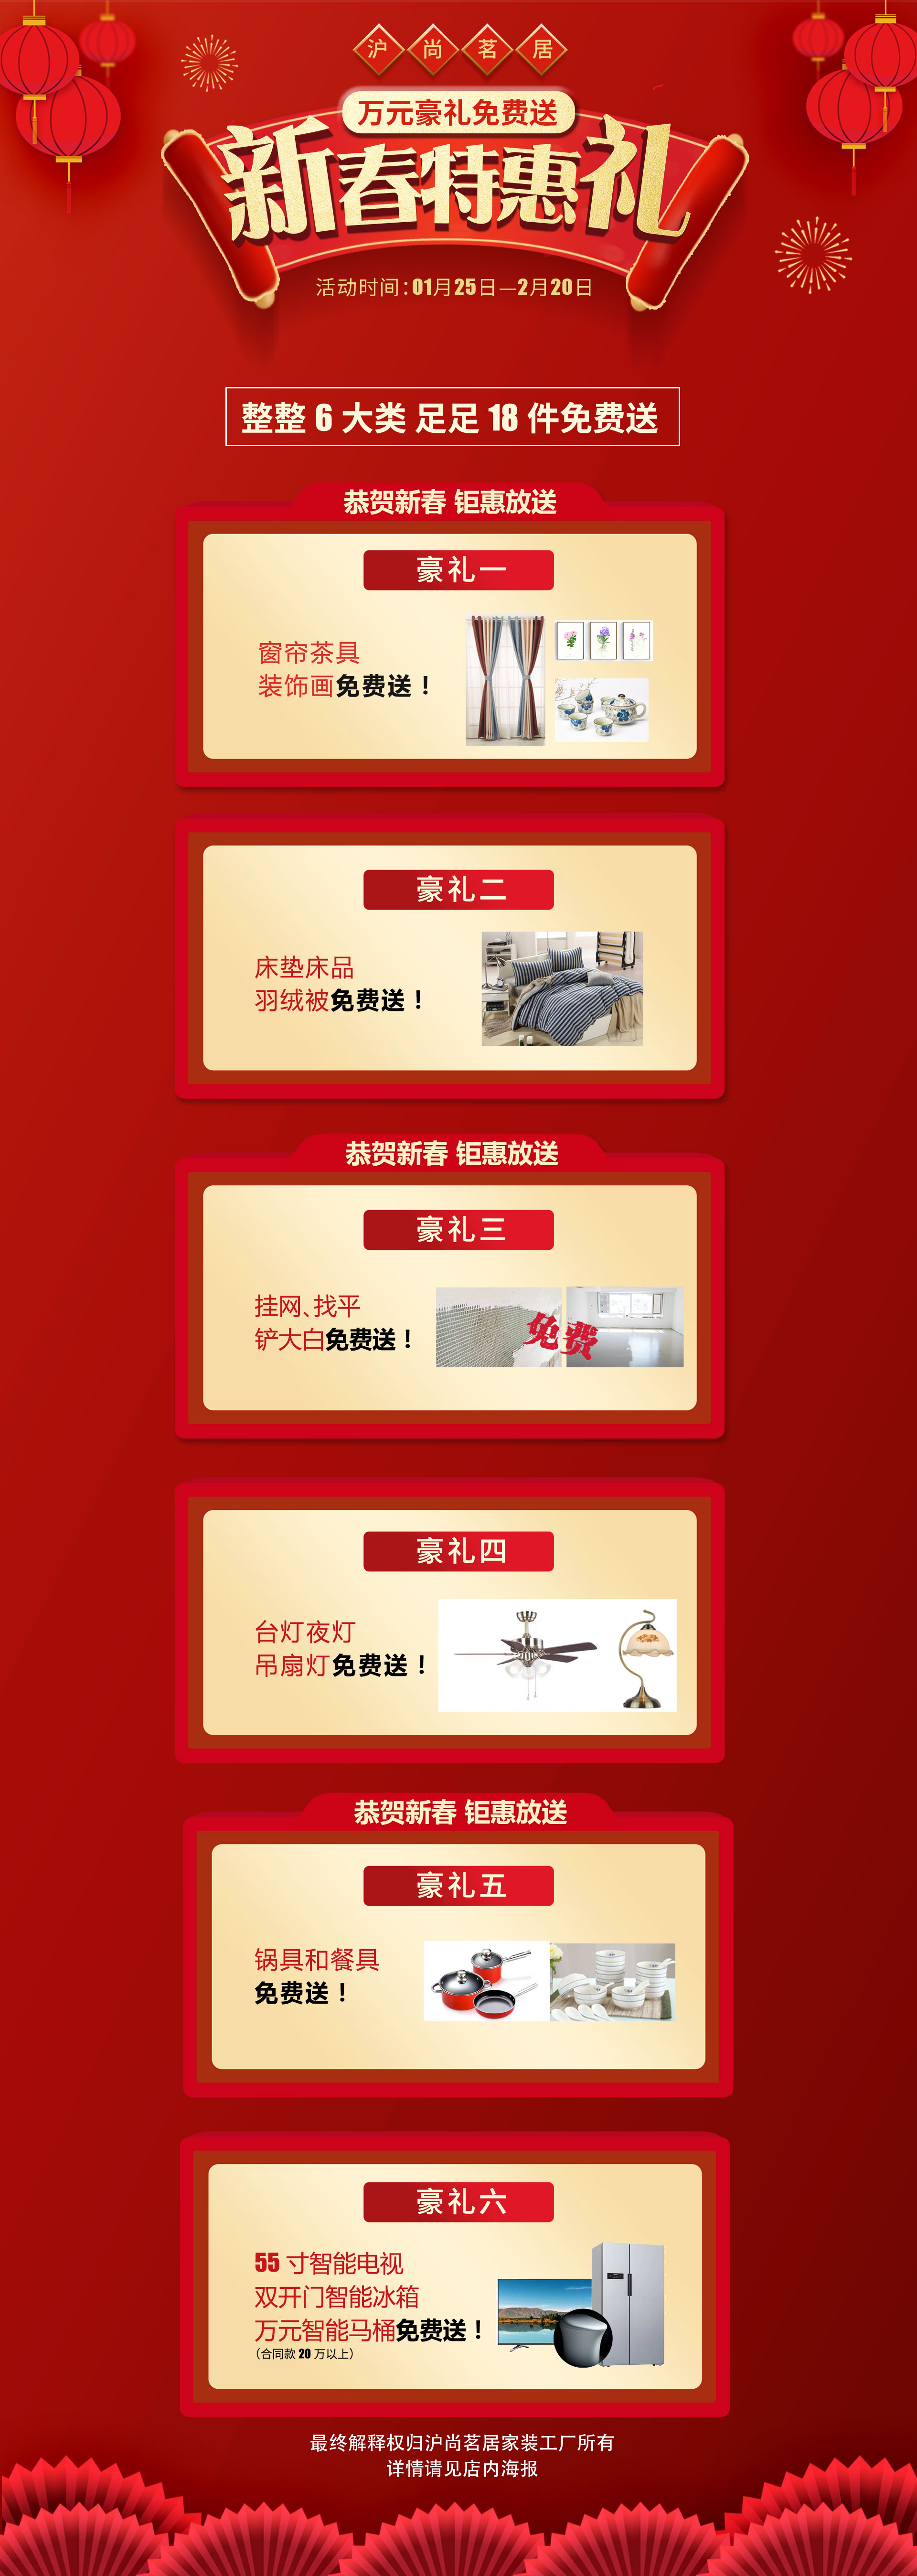 沪尚茗居
万元豪礼免费送
新春特惠礼
活动时间:01月25日—2月20日
整整 6 大类 足足 18 件免费送
恭贺新春 钜惠放送
豪礼一
窗帘茶具
装饰画免费送！
豪礼二
床垫床品
羽绒被免费送！
恭贺新春 钜惠放送
豪礼三
挂网、找平
铲大白免费送！
免费
豪礼四
台灯夜灯
吊扇灯免费送！
恭贺新春 钜惠放送
豪礼五
锅具和餐具
免费送！
豪礼六
55 寸智能电视
双开门智能冰箱
万元智能马桶免费送！
（合同款 20 万以上）
最终解释权归沪尚茗居家装工厂所有
详情请见店内海报